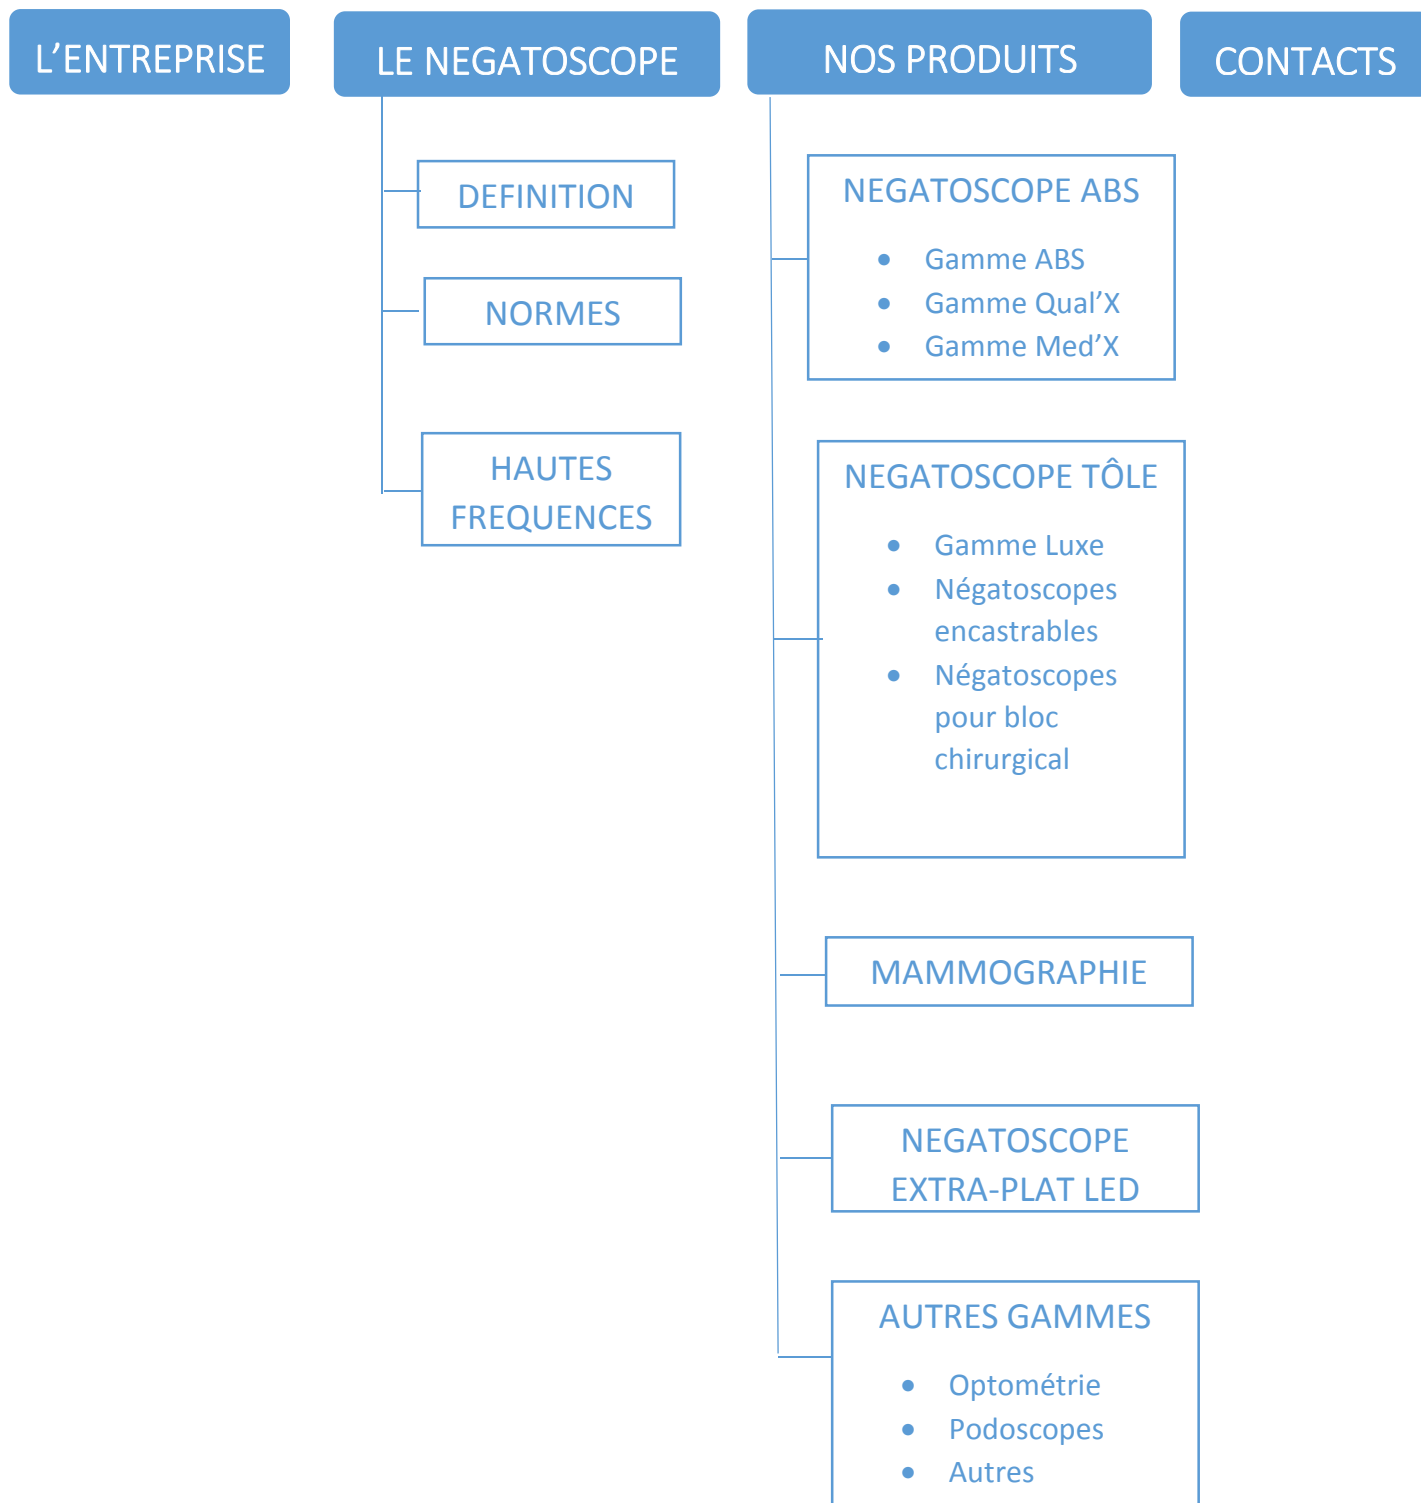 L’ENTREPRISE
LE NEGATOSCOPE
NOS PRODUITS
CONTACTS
DEFINITION
NORMES
HAUTES
FREQUENCES
NEGATOSCOPE ABS
• Gamme ABS
• Gamme Qual’X
• Gamme Med’X
NEGATOSCOPE TÔLE
• Gamme Luxe
• Négatoscopes
encastrables
• Négatoscopes
pour bloc
chirurgical
MAMMOGRAPHIE
NEGATOSCOPE
EXTRA-PLAT LED
AUTRES GAMMES
• Optométrie
• Podoscopes
• Autres